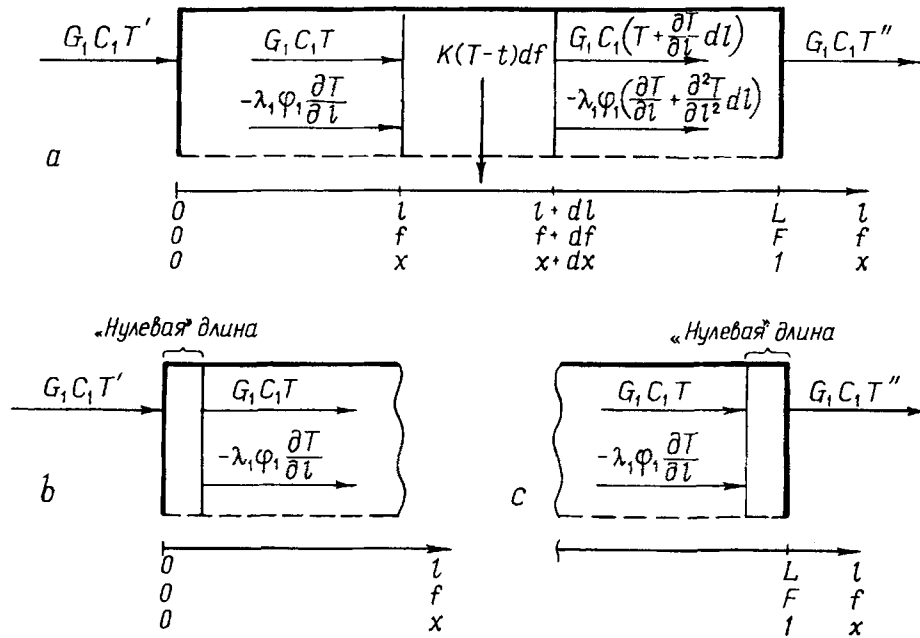 G₁C₁T′ G₁C₁T K(T-t)df G₁C₁(T+∂T/∂l dl) G₁C₁T″
-λ₁φ₁ ∂T/∂l -λ₁φ₁(∂T/∂l + ∂²T/∂l² dl)
a
0 l l+dl L l
0 f f+df F f
0 x x+dx 1 x
„Нулевая” длина „Нулевая” длина
G₁C₁T′ G₁C₁T G₁C₁T G₁C₁T″
-λ₁φ₁ ∂T/∂l -λ₁φ₁ ∂T/∂l
b c
0 l L l
0 f F f
0 x 1 x